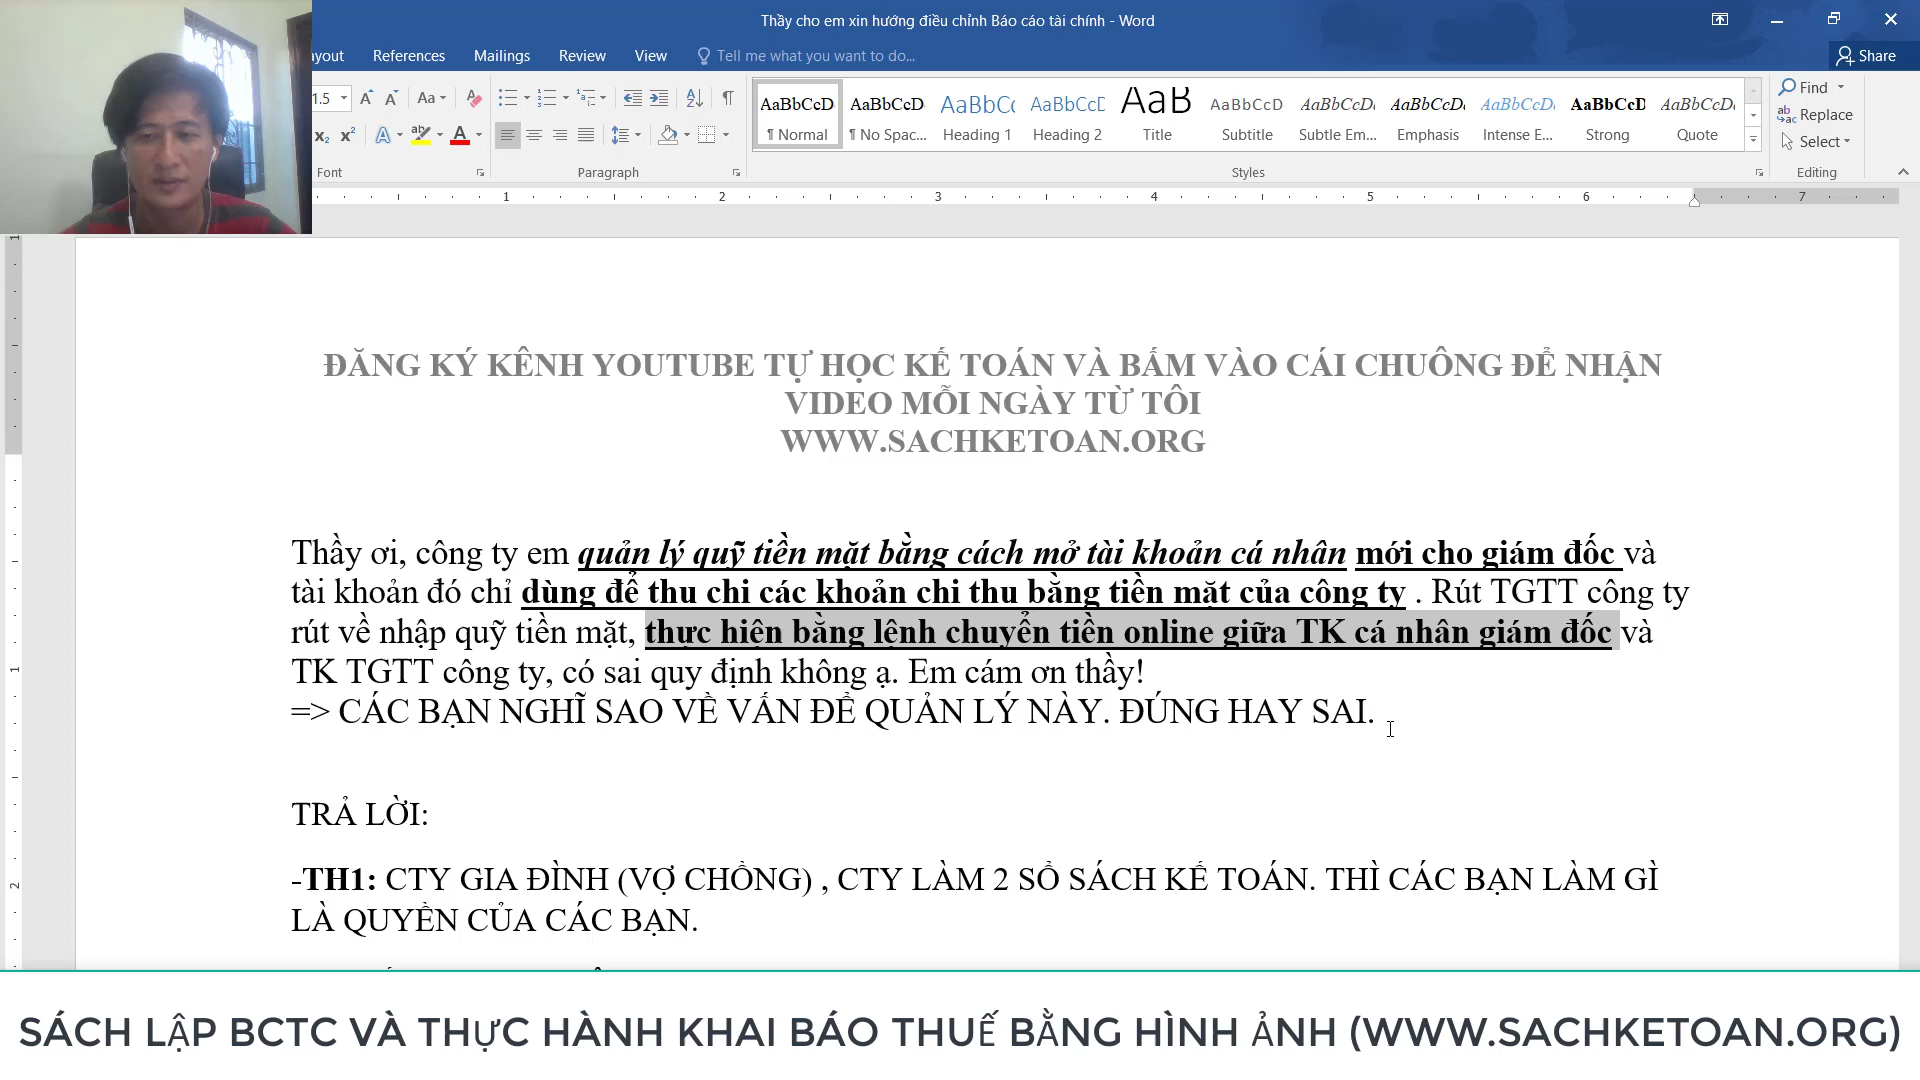 Thầy cho em xin hướng điều chỉnh Báo cáo tài chính - Word
yout References Mailings Review View Tell me what you want to do... Share
1.5 Aa AaBbCcD AaBbCcD AaBbC AaBbCcD AaB AaBbCcD AaBbCcD AaBbCcD AaBbCcD AaBbCcD AaBbCcD Find
¶ Normal ¶ No Spac... Heading 1 Heading 2 Title Subtitle Subtle Em... Emphasis Intense E... Strong Quote Replace
Select
Font Paragraph Styles Editing
1 2 3 4 5 6 7
ĐĂNG KÝ KÊNH YOUTUBE TỰ HỌC KẾ TOÁN VÀ BẤM VÀO CÁI CHUÔNG ĐỂ NHẬN
VIDEO MỖI NGÀY TỪ TÔI
WWW.SACHKETOAN.ORG
Thầy ơi, công ty em quản lý quỹ tiền mặt bằng cách mở tài khoản cá nhân mới cho giám đốc và
tài khoản đó chỉ dùng để thu chi các khoản chi thu bằng tiền mặt của công ty . Rút TGTT công ty
rút về nhập quỹ tiền mặt, thực hiện bằng lệnh chuyển tiền online giữa TK cá nhân giám đốc và
TK TGTT công ty, có sai quy định không ạ. Em cám ơn thầy!
=> CÁC BẠN NGHĨ SAO VỀ VẤN ĐỂ QUẢN LÝ NÀY. ĐÚNG HAY SAI.
TRẢ LỜI:
-TH1: CTY GIA ĐÌNH (VỢ CHỒNG) , CTY LÀM 2 SỔ SÁCH KẾ TOÁN. THÌ CÁC BẠN LÀM GÌ
LÀ QUYỀN CỦA CÁC BẠN.
SÁCH LẬP BCTC VÀ THỰC HÀNH KHAI BÁO THUẾ BẰNG HÌNH ẢNH (WWW.SACHKETOAN.ORG)